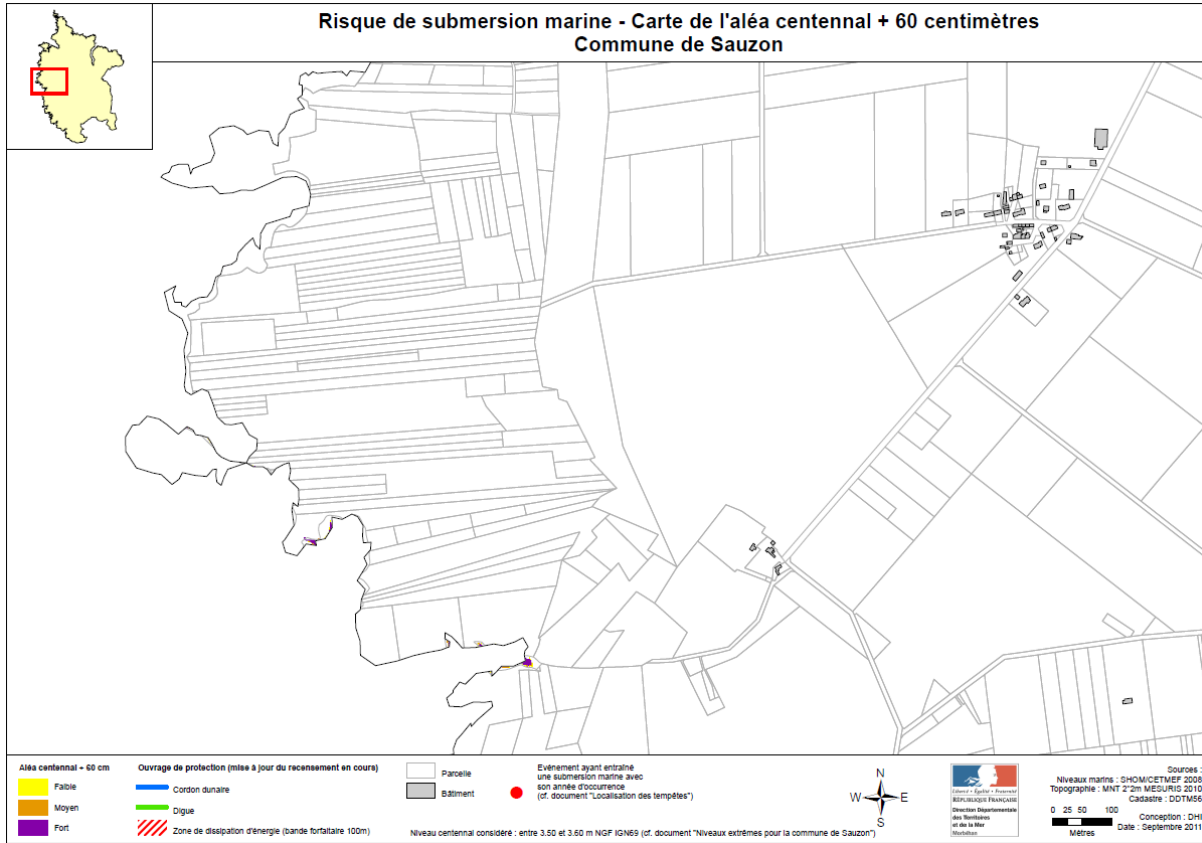 Risque de submersion marine - Carte de l'aléa centennal + 60 centimètres
Commune de Sauzon
Aléa centennal + 60 cm
Faible
Moyen
Fort
Ouvrage de protection (mise à jour du recensement en cours)
Cordon dunaire
Digue
Zone de dissipation d'énergie (bande forfaitaire 100m)
Parcelle
Bâtiment
Evènement ayant entraîné
une submersion marine avec
son année d'occurrence
(cf. document "Localisation des tempêtes")
Niveau centennal considéré : entre 3.50 et 3.60 m NGF IGN69 (cf. document "Niveaux extrêmes pour la commune de Sauzon")
N
W
E
S
Liberté • Égalité • Fraternité
RÉPUBLIQUE FRANÇAISE
Direction Départementale
des Territoires
et de la Mer
Morbihan
Sources :
Niveaux marins : SHOM/CETMEF 2008
Topographie : MNT 2*2m MESURIS 2010
Cadastre : DDTM56
0 25 50 100
Mètres
Conception : DHI
Date : Septembre 2011